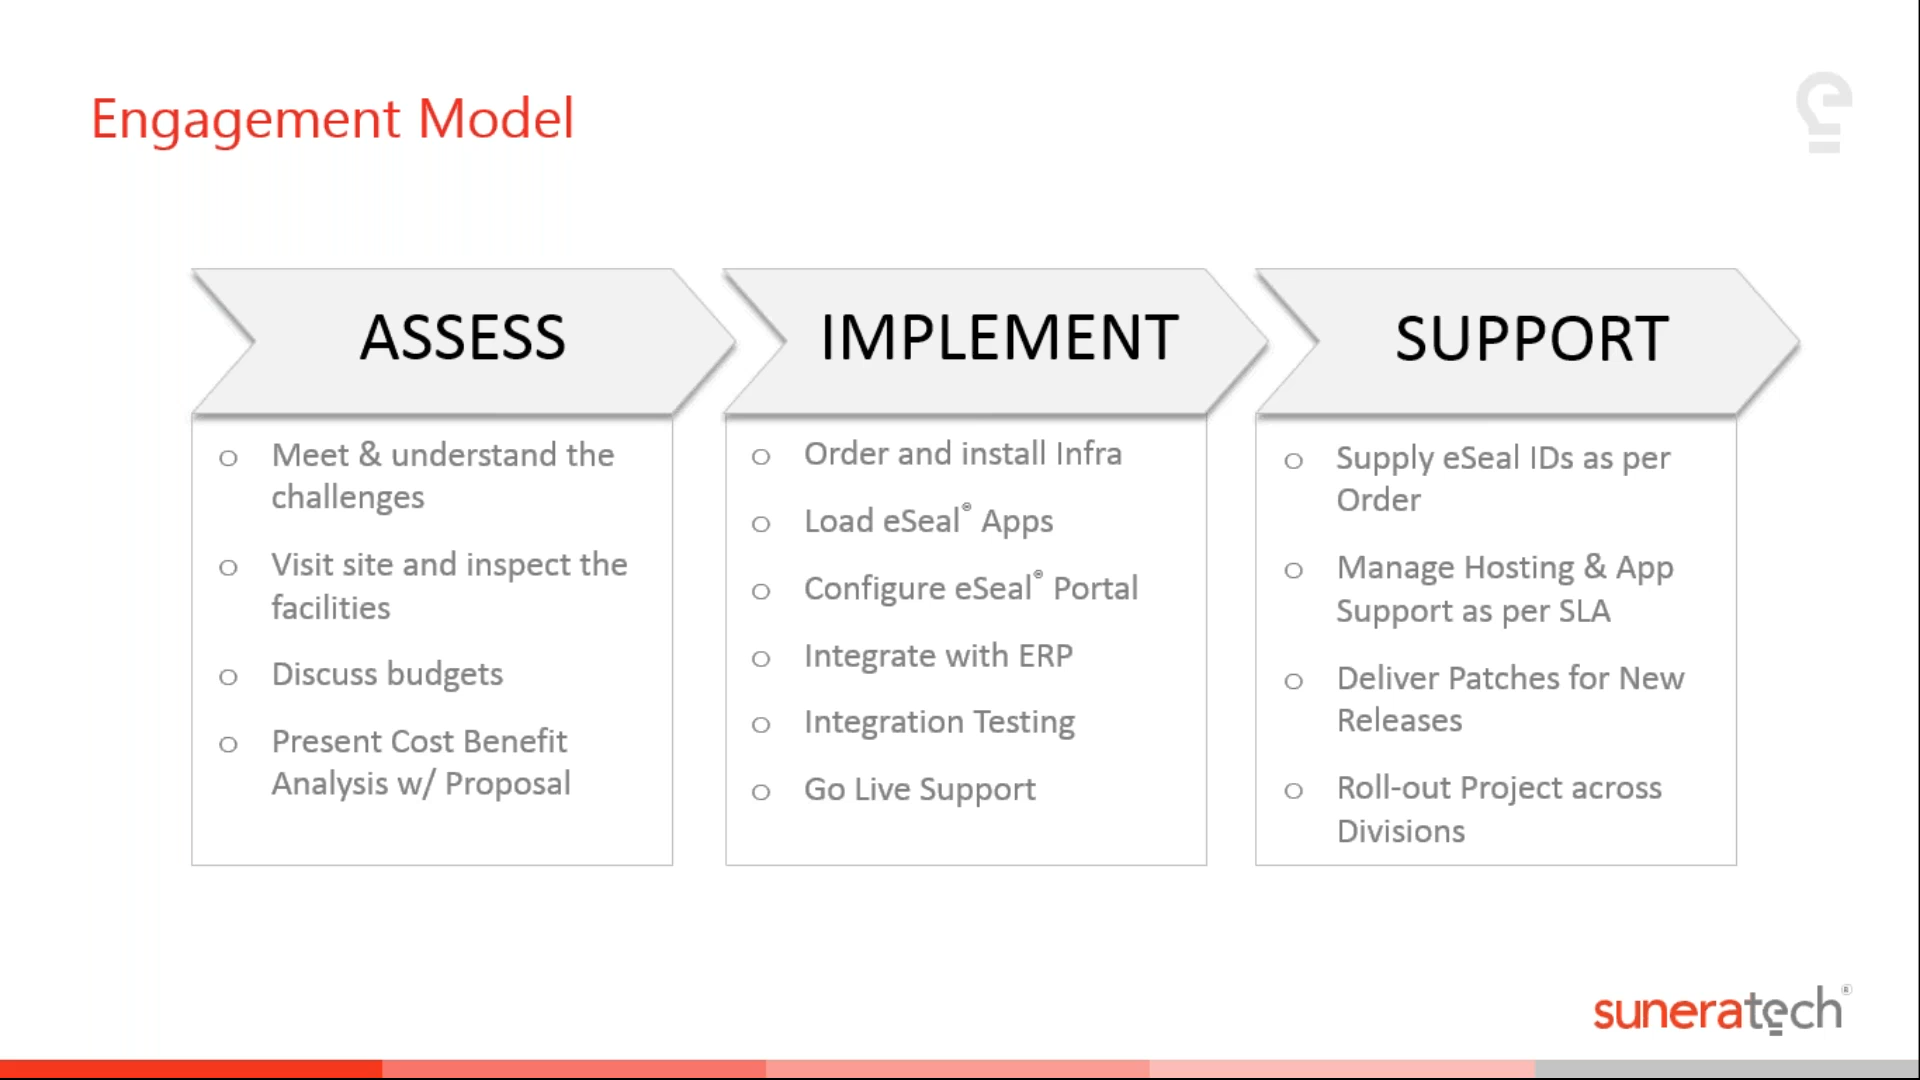 Engagement Model
ASSESS
Meet & understand the
challenges
Visit site and inspect the
facilities
Discuss budgets
Present Cost Benefit
Analysis w/ Proposal
IMPLEMENT
Order and install Infra
Load eSeal® Apps
Configure eSeal® Portal
Integrate with ERP
Integration Testing
Go Live Support
SUPPORT
Supply eSeal IDs as per
Order
Manage Hosting & App
Support as per SLA
Deliver Patches for New
Releases
Roll-out Project across
Divisions
suneratech®